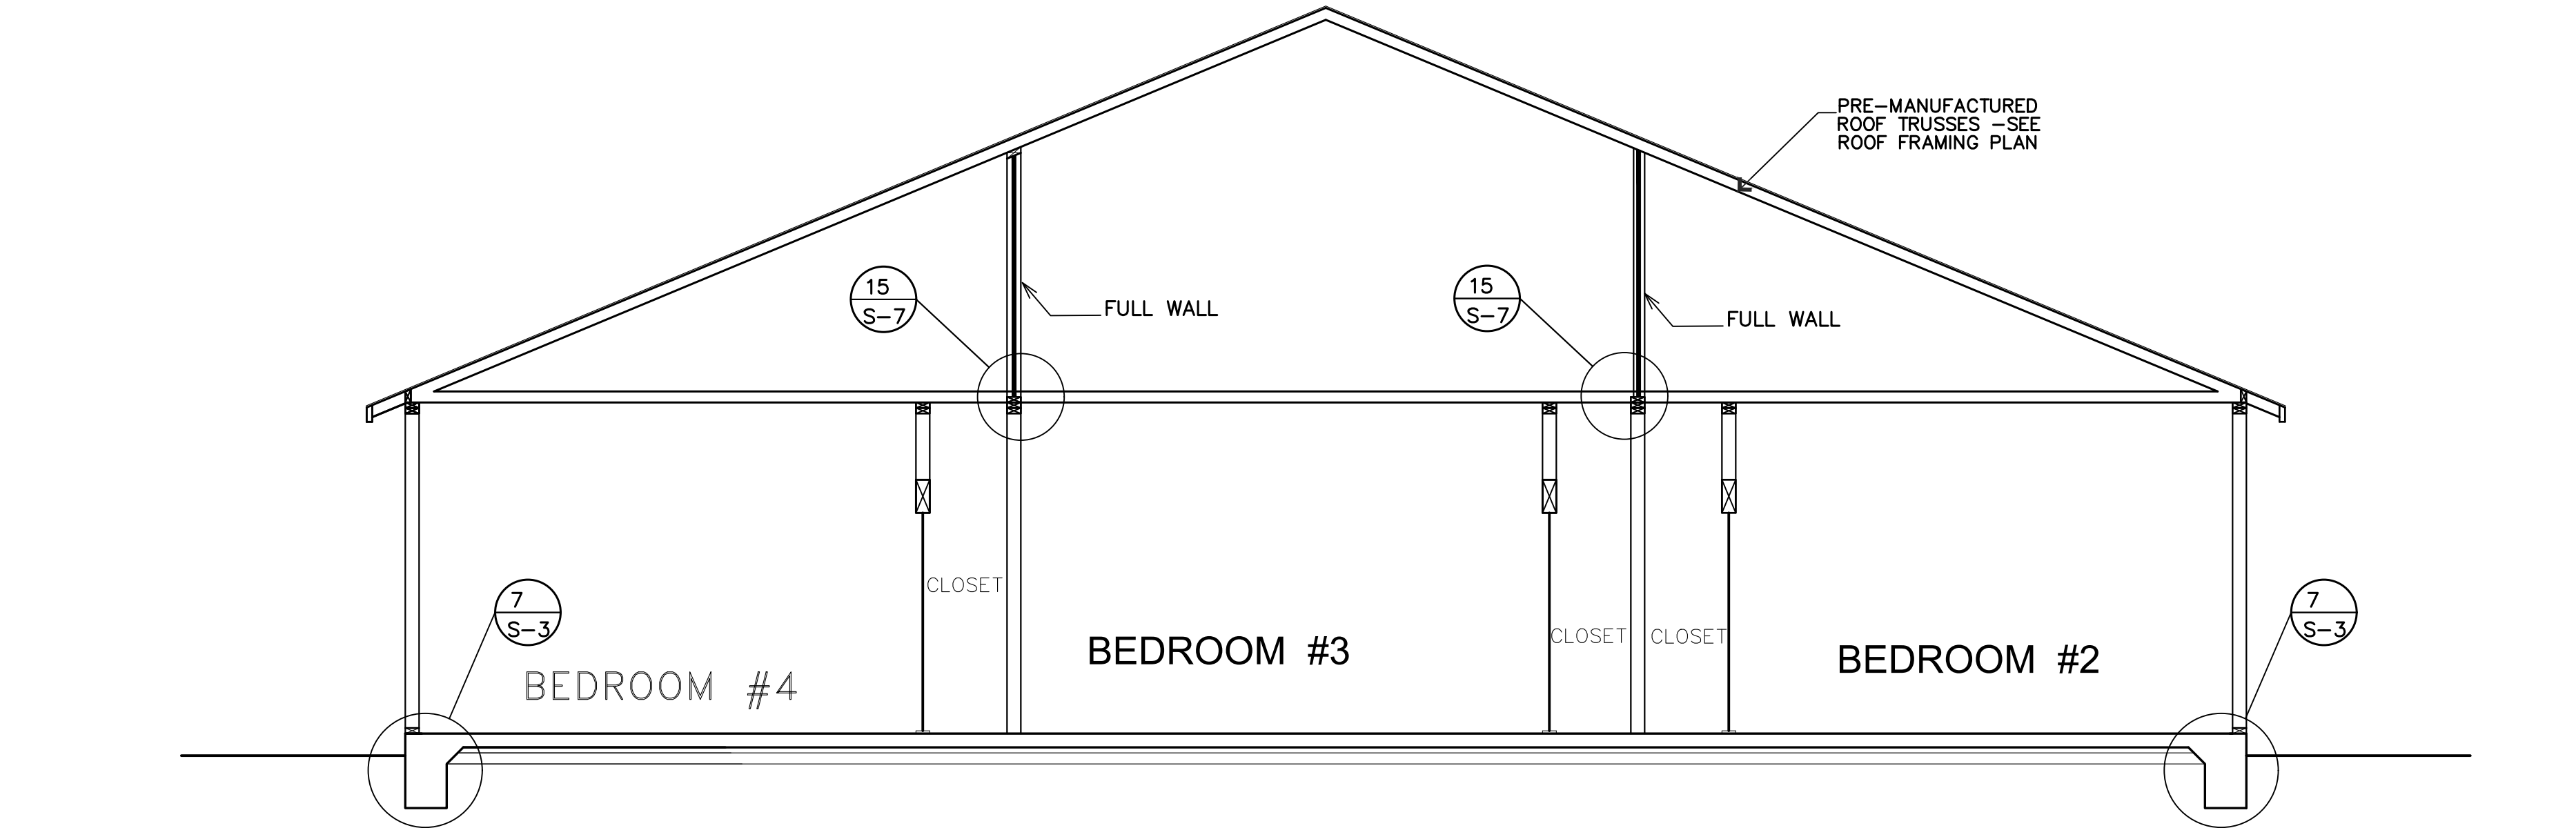 PRE-MANUFACTURED
ROOF TRUSSES -SEE
ROOF FRAMING PLAN
15
S-7
FULL WALL
15
S-7
FULL WALL
CLOSET
7
S-3
BEDROOM #4
BEDROOM #3
CLOSET
CLOSET
BEDROOM #2
7
S-3